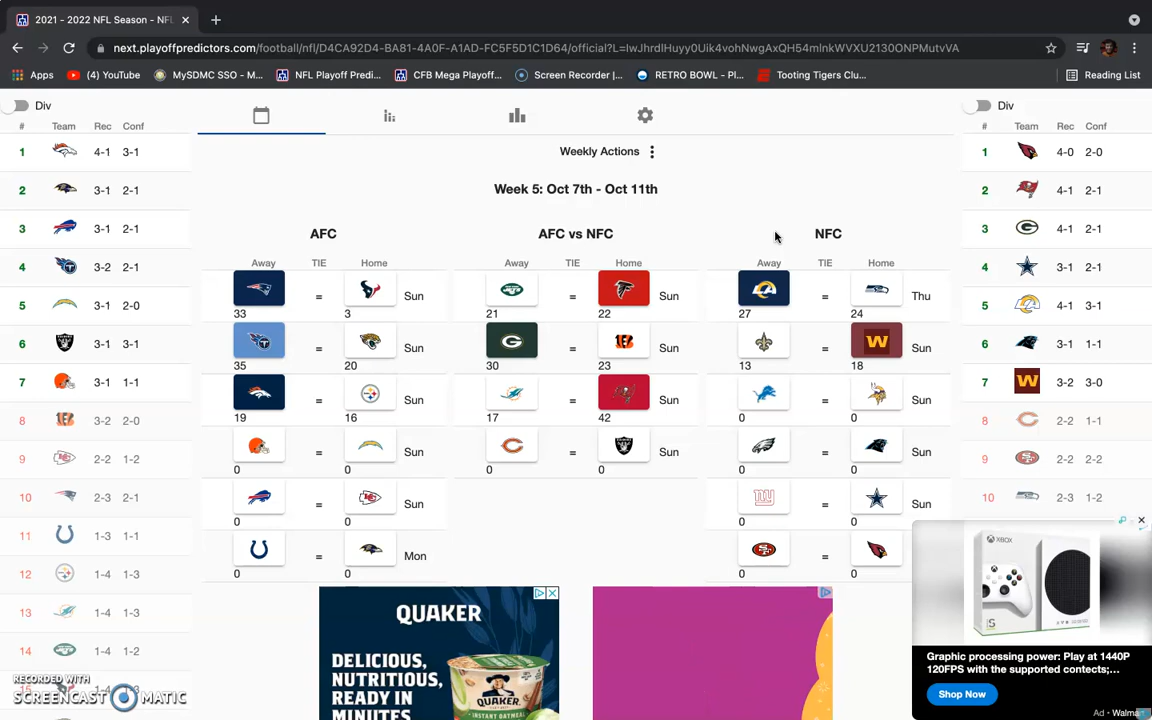 2021 - 2022 NFL Season - NFL
next.playoffpredictors.com/football/nfl/D4CA92D4-BA81-4A0F-A1AD-FC5F5D1C1D64/official?L=IwJhrdIHuyy0Uik4vohNwgAxQH54mlnkWVXU2130ONPMutvVA
Apps (4) YouTube MySDMC SSO - M... NFL Playoff Predi... CFB Mega Playoff... Screen Recorder |... RETRO BOWL - Pl... Tooting Tigers Clu... Reading List
Div
# Team Rec Conf
1 4-1 3-1
2 3-1 2-1
3 3-1 2-1
4 3-2 2-1
5 3-1 2-0
6 3-1 3-1
7 3-1 1-1
8 3-2 2-0
9 2-2 1-2
10 2-3 2-1
11 1-3 1-1
12 1-4 1-3
13 1-4 1-3
14 1-4 1-2
RECORDED WITH
SCREENCAST MATIC
Weekly Actions
Week 5: Oct 7th - Oct 11th
AFC
Away TIE Home
= Sun
33 3
= Sun
35 20
= Sun
19 16
= Sun
0 0
= Sun
0 0
= Mon
0 0
AFC vs NFC
Away TIE Home
= Sun
21 22
= Sun
30 23
= Sun
17 42
= Sun
0 0
NFC
Away TIE Home
= Thu
27 24
= W Sun
13 18
= Sun
0 0
= Sun
0 0
= Sun
0 0
=
0 0
Div
# Team Rec Conf
1 4-0 2-0
2 4-1 2-1
3 4-1 2-1
4 3-1 2-1
5 4-1 3-1
6 3-1 1-1
7 W 3-2 3-0
8 2-2 1-1
9 2-2 2-2
10 2-3 1-2
QUAKER
DELICIOUS,
NUTRITIOUS,
READY IN
MINUTES
QUAKER
INSTANT OATMEAL
XBOX
Graphic processing power: Play at 1440P
120FPS with the supported contects;...
Shop Now
Ad • Walma